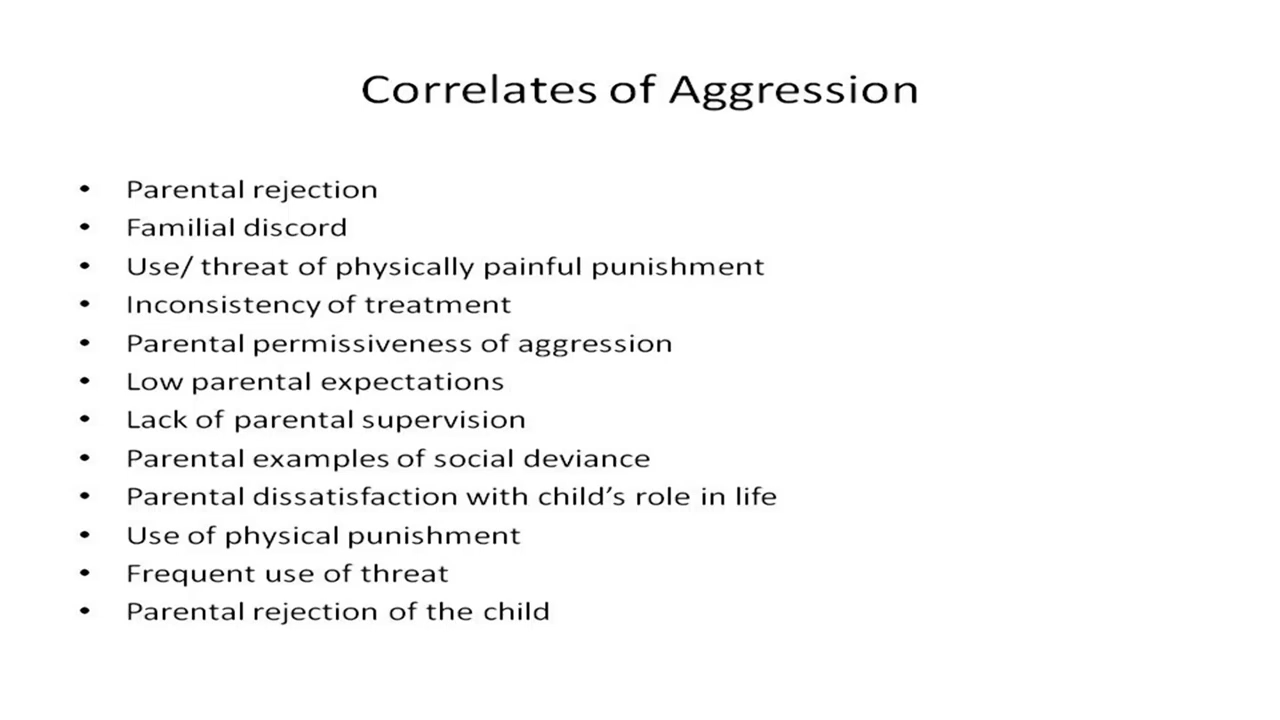 Correlates of Aggression
• Parental rejection
• Familial discord
• Use/ threat of physically painful punishment
• Inconsistency of treatment
• Parental permissiveness of aggression
• Low parental expectations
• Lack of parental supervision
• Parental examples of social deviance
• Parental dissatisfaction with child’s role in life
• Use of physical punishment
• Frequent use of threat
• Parental rejection of the child